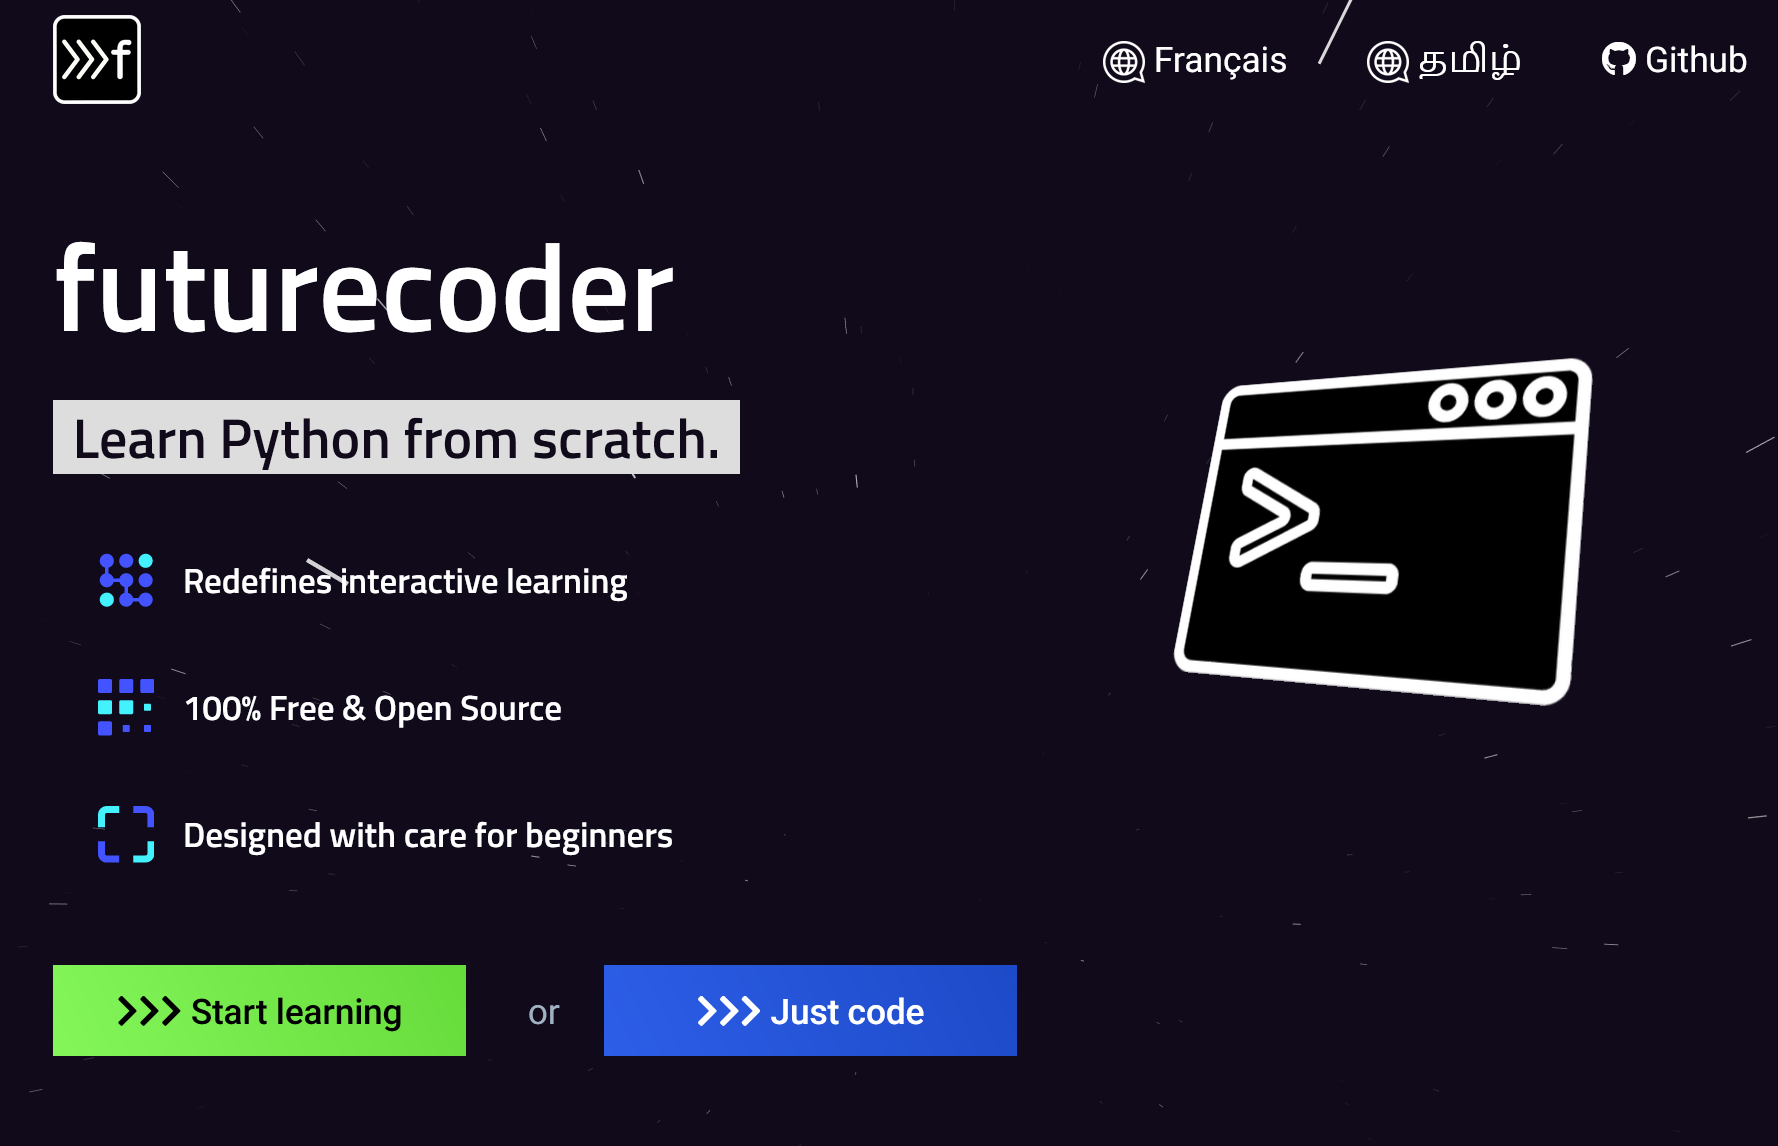 >>>f
Français
தமிழ்
Github
futurecoder
Learn Python from scratch.
Redefines interactive learning
100% Free & Open Source
Designed with care for beginners
>_
>>> Start learning
or
>>> Just code